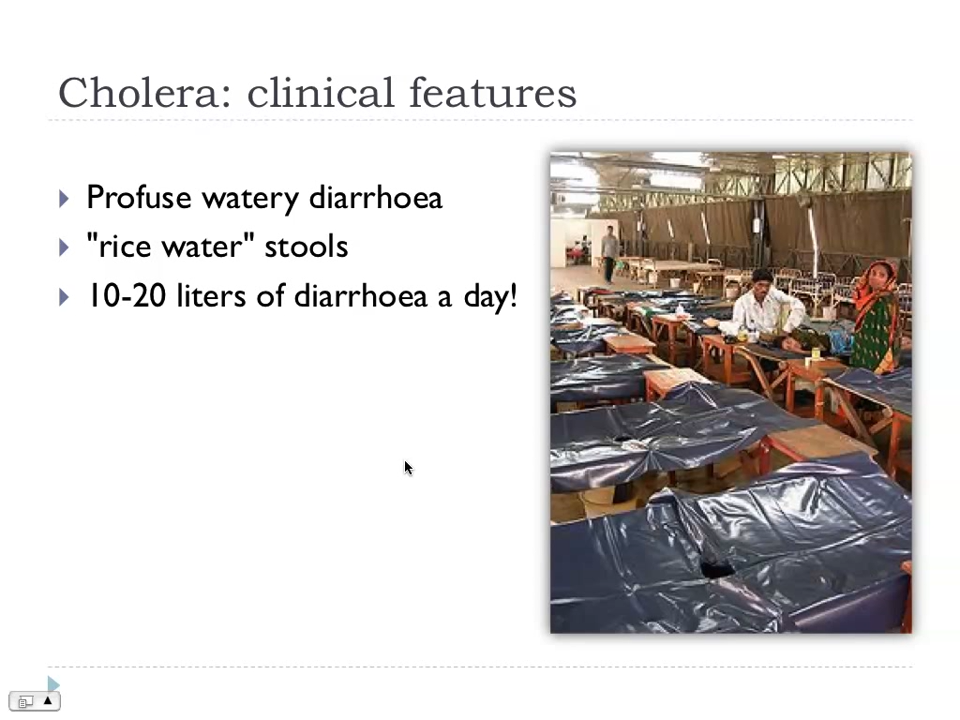 Cholera: clinical features
Profuse watery diarrhoea
"rice water" stools
10-20 liters of diarrhoea a day!